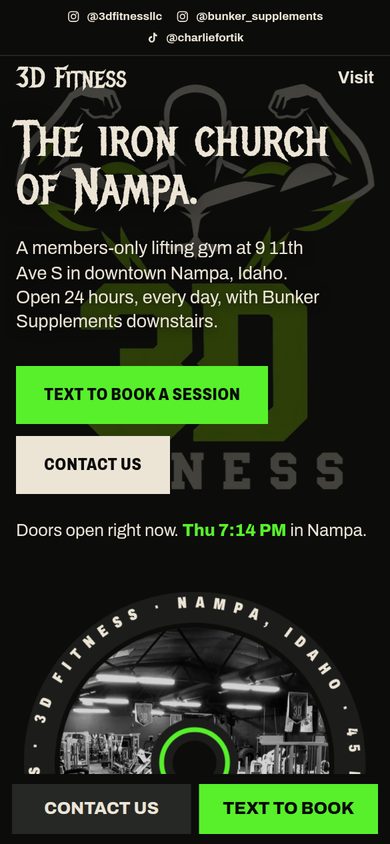 @3dfitnessllc @bunker_supplements
@charliefortik
3D Fitness
Visit
The iron church
of Nampa.
A members-only lifting gym at 9 11th
Ave S in downtown Nampa, Idaho.
Open 24 hours, every day, with Bunker
Supplements downstairs.
3D
TEXT TO BOOK A SESSION
CONTACT US
NESS
Doors open right now. Thu 7:14 PM in Nampa.
S · 3D FITNESS · NAMPA, IDAHO · 45
CONTACT US
TEXT TO BOOK